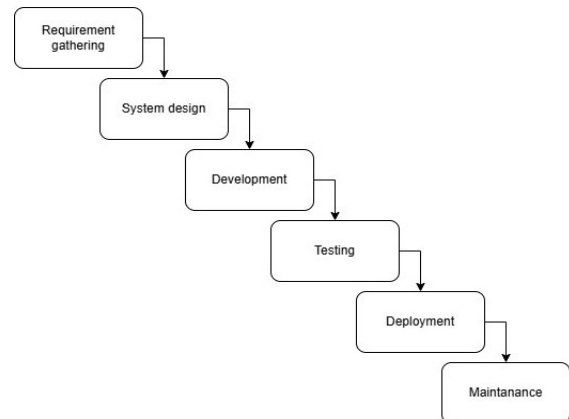 Requirement
gathering
System design
Development
Testing
Deployment
Maintanance